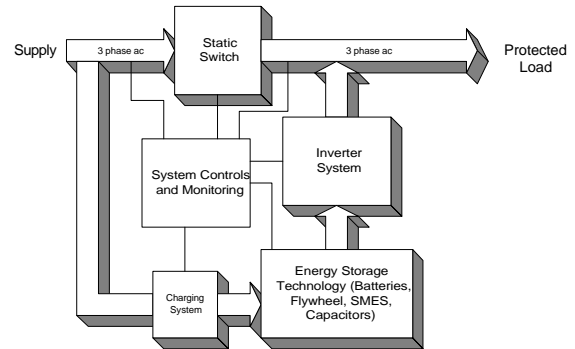 Supply
3 phase ac
Static
Switch
3 phase ac
Protected
Load
System Controls
and Monitoring
Inverter
System
Charging
System
Energy Storage
Technology (Batteries,
Flywheel, SMES,
Capacitors)